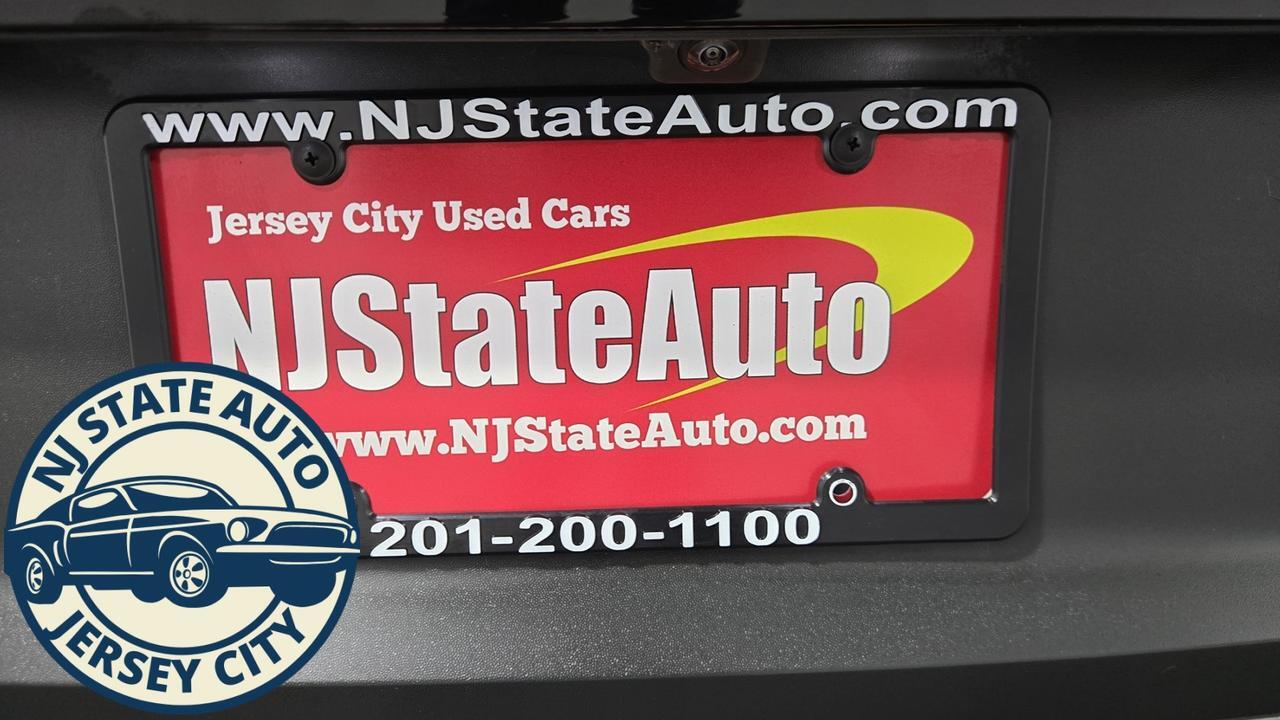 www.NJStateAuto.com
Jersey City Used Cars
NJStateAuto
www.NJStateAuto.com
201-200-1100
NJ STATE AUTO
JERSEY CITY